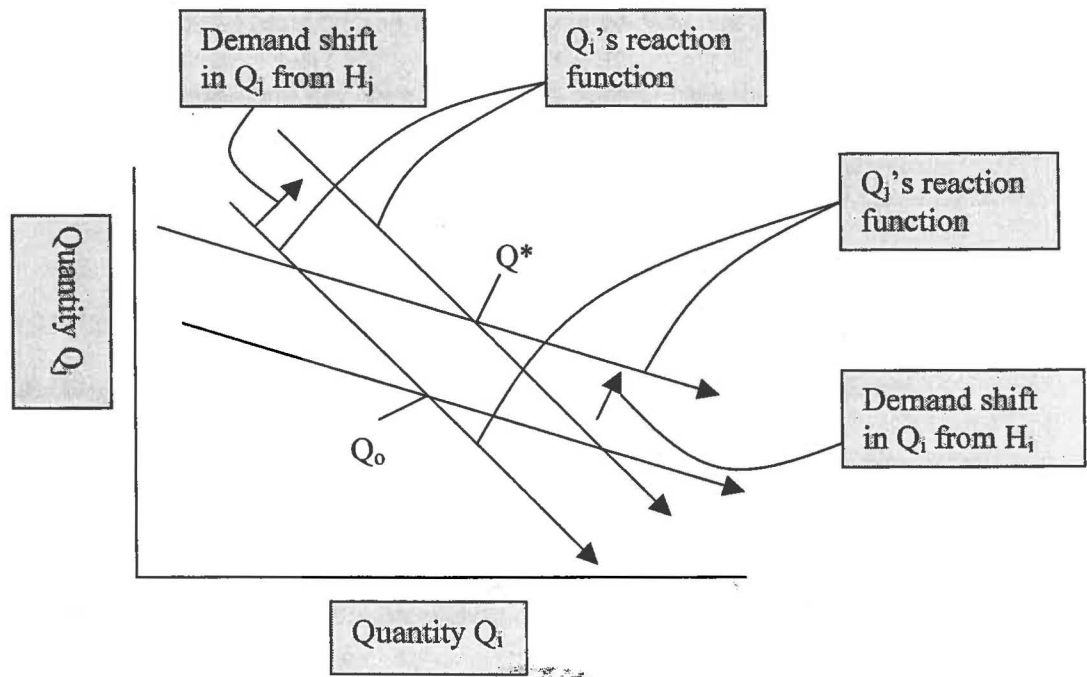 Demand shift
in Qj from Hj
Qi's reaction
function
Qj's reaction
function
Quantity Qj
Q*
Qo
Demand shift
in Qi from Hi
Quantity Qi